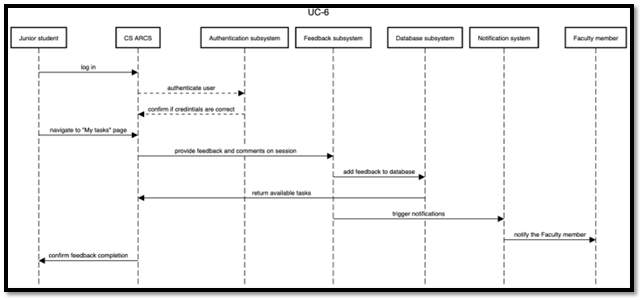 UC-6
Junior student
CS ARCS
Authentication subsystem
Feedback subsystem
Database subsystem
Notification system
Faculty member
log in
authenticate user
confirm if credntials are correct
navigate to "My tasks" page
provide feedback and comments on session
add feedback to database
return available tasks
trigger notifications
notify the Faculty member
confirm feedback completion